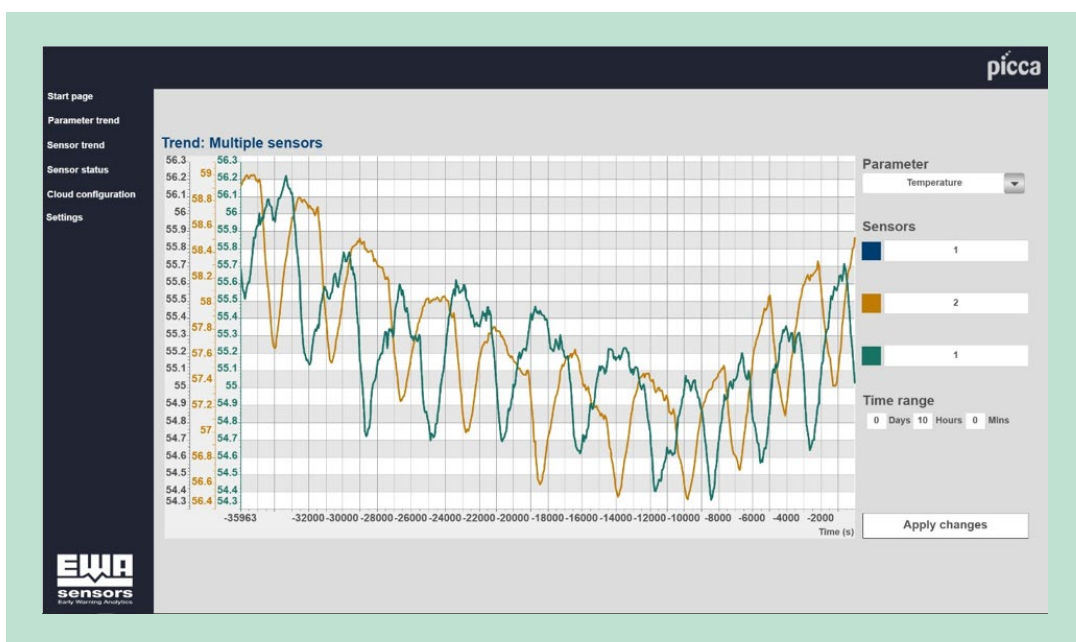 picca
Start page
Parameter trend
Sensor trend
Sensor status
Cloud configuration
Settings
Trend: Multiple sensors
56.3 56.3
56.2 59 56.2
56.1 58.8 56.1
56 58.6 56
55.9 55.9
55.8 58.4 55.8
55.7 55.7
55.6 58.2 55.6
55.5 58 55.5
55.4 55.4
55.3 57.8 55.3
55.2 57.6 55.2
55.1 55.1
55 57.4 55
54.9 57.2 54.9
54.8 54.8
54.7 57 54.7
54.6 56.8 54.6
54.5 54.5
54.4 56.6 54.4
54.3 56.4 54.3
-35963 -32000 -30000 -28000 -26000 -24000 -22000 -20000 -18000 -16000 -14000 -12000 -10000 -8000 -6000 -4000 -2000
Time (s)
Parameter
Temperature
Sensors
1
2
1
Time range
0 Days 10 Hours 0 Mins
Apply changes
EWA
sensors
Early Warning Analytics